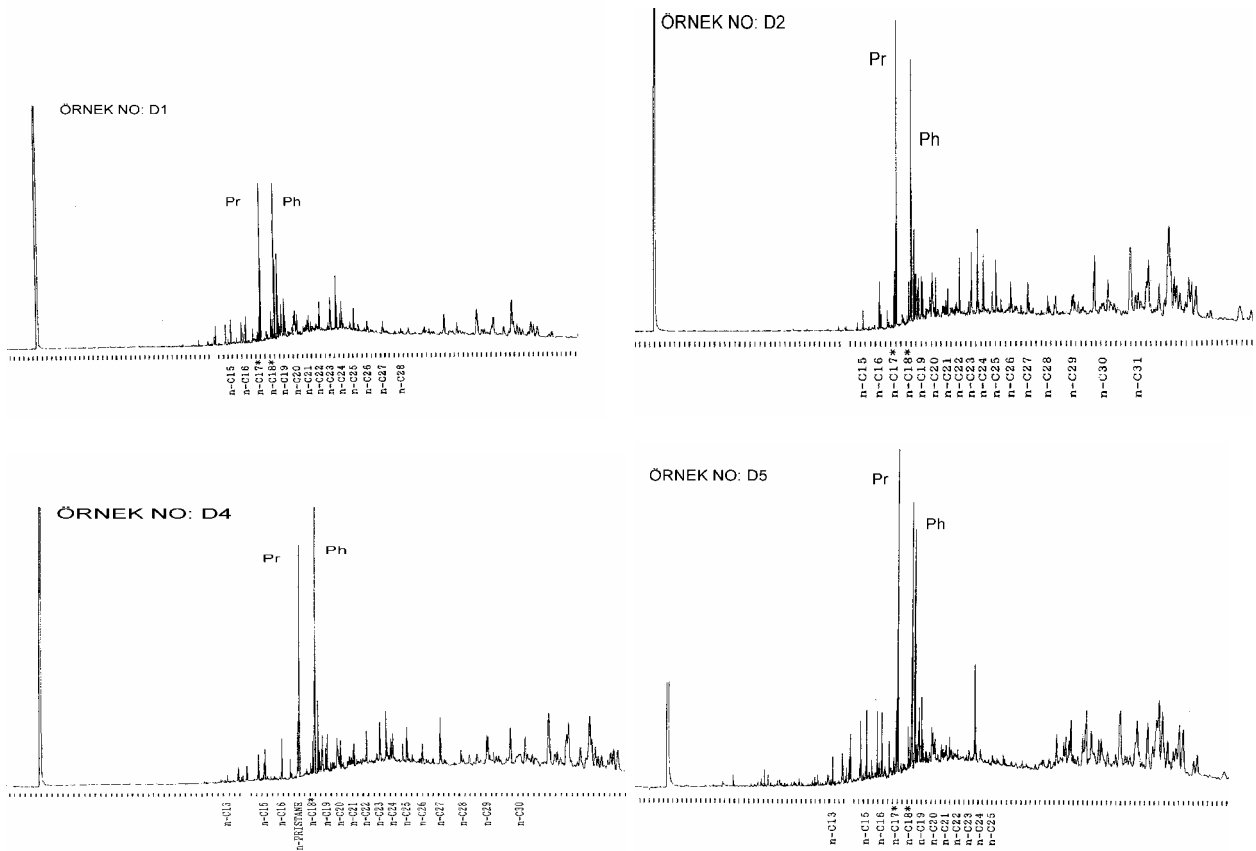 ÖRNEK NO: D1
Pr
Ph
n-C15
n-C16
n-C17*
n-C18*
n-C19
n-C20
n-C21
n-C22
n-C23
n-C24
n-C25
n-C26
n-C27
n-C28
ÖRNEK NO: D2
Pr
Ph
n-C15
n-C16
n-C17*
n-C18*
n-C19
n-C20
n-C21
n-C22
n-C23
n-C24
n-C25
n-C26
n-C27
n-C28
n-C29
n-C30
n-C31
ÖRNEK NO: D4
Pr
Ph
n-C13
n-C15
n-C16
n-PRISTANE
n-C18*
n-C19
n-C20
n-C21
n-C22
n-C23
n-C24
n-C25
n-C26
n-C27
n-C28
n-C29
n-C30
ÖRNEK NO: D5
Pr
Ph
n-C13
n-C15
n-C16
n-C17*
n-C18*
n-C19
n-C20
n-C21
n-C22
n-C23
n-C24
n-C25